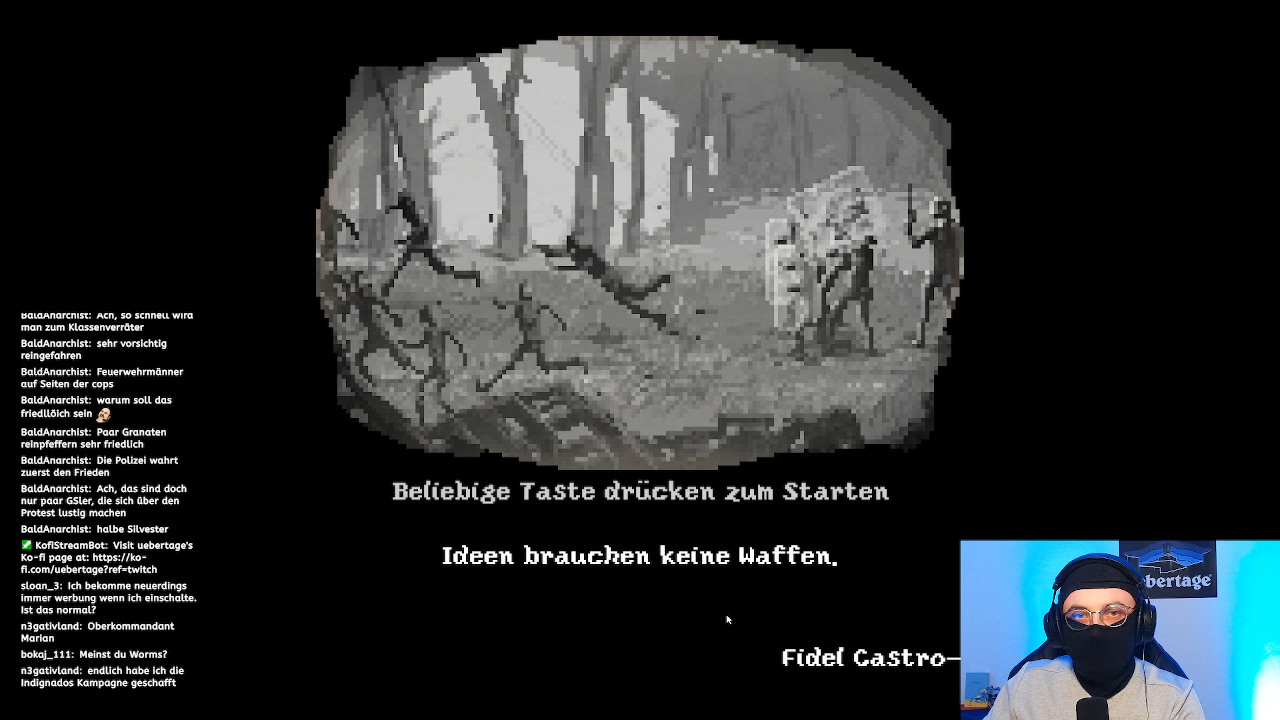 BaldAnarchist: Ach, so schnell wird
man zum Klassenverräter
BaldAnarchist: sehr vorsichtig
reingefahren
BaldAnarchist: Feuerwehrmänner
auf Seiten der cops
BaldAnarchist: warum soll das
friedllöich sein
BaldAnarchist: Paar Granaten
reinpfeffern sehr friedlich
BaldAnarchist: Die Polizei wahrt
zuerst den Frieden
BaldAnarchist: Ach, das sind doch
nur paar GSler, die sich über den
Protest lustig machen
BaldAnarchist: halbe Silvester
KofiStreamBot: Visit uebertage's
Ko-fi page at: https://ko-
fi.com/uebertage?ref=twitch
sloan_3: Ich bekomme neuerdings
immer werbung wenn ich einschalte.
Ist das normal?
n3gativland: Oberkommandant
Marian
bokaj_111: Meinst du Worms?
n3gativland: endlich habe ich die
Indignados Kampagne geschafft
Beliebige Taste drücken zum Starten
Ideen brauchen keine Waffen.
Fidel Castro-
ebertage